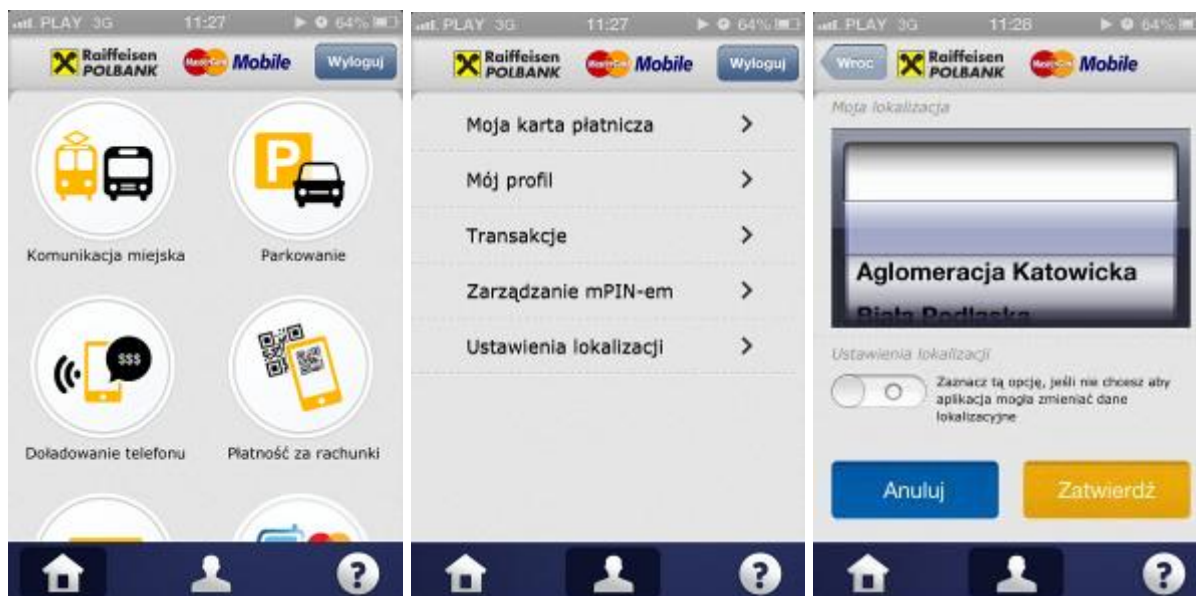 PLAY 3G 11:27 64%
Raiffeisen
POLBANK
MasterCard Mobile
Wyloguj
P
Komunikacja miejska
Parkowanie
$$$
Doładowanie telefonu
Płatność za rachunki
PLAY 3G 11:27 64%
Raiffeisen
POLBANK
MasterCard Mobile
Wyloguj
Moja karta płatnicza
Mój profil
Transakcje
Zarządzanie mPIN-em
Ustawienia lokalizacji
?
PLAY 3G 11:28 64%
Wroc
Raiffeisen
POLBANK
MasterCard Mobile
Moja lokalizacja
Aglomeracja Katowicka
Biała Podlaska
Ustawienia lokalizacji
Zaznacz tą opcję, jeśli nie chcesz aby
aplikacja mogła zmieniać dane
lokalizacyjne
Anuluj
Zatwierdź
?